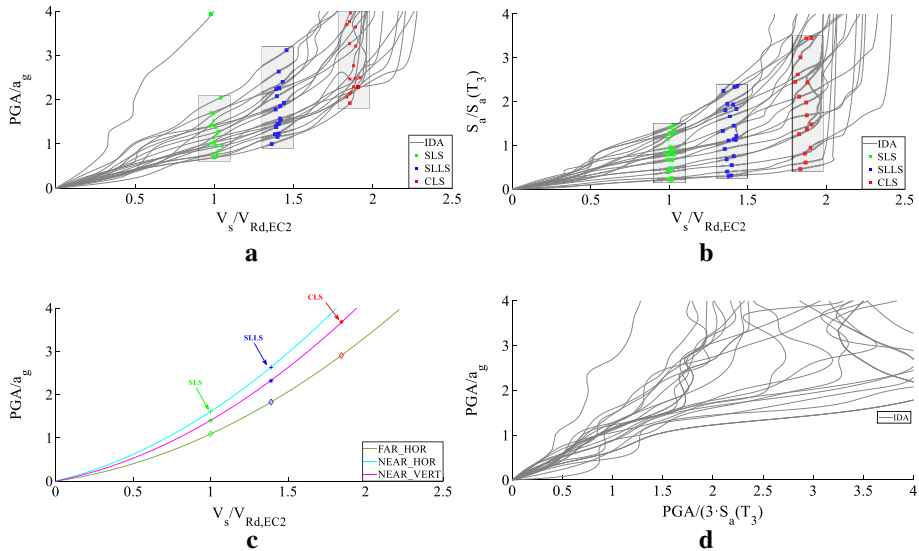 4
3
2
1
0
PGA/a_g
0.5
1
1.5
2
2.5
V_s/V_Rd,EC2
IDA
SLS
SLLS
CLS
a
4
3
2
1
0
S_a/S_a(T_3)
0
0.5
1
1.5
2
2.5
V_s/V_Rd,EC2
IDA
SLS
SLLS
CLS
b
4
3
2
1
0
PGA/a_g
0
0.5
1
1.5
2
2.5
V_s/V_Rd,EC2
SLS
SLLS
CLS
FAR_HOR
NEAR_HOR
NEAR_VERT
c
4
3
2
1
0
PGA/a_g
0
0.5
1
1.5
2
2.5
3
3.5
4
PGA/(3·S_a(T_3)
IDA
d